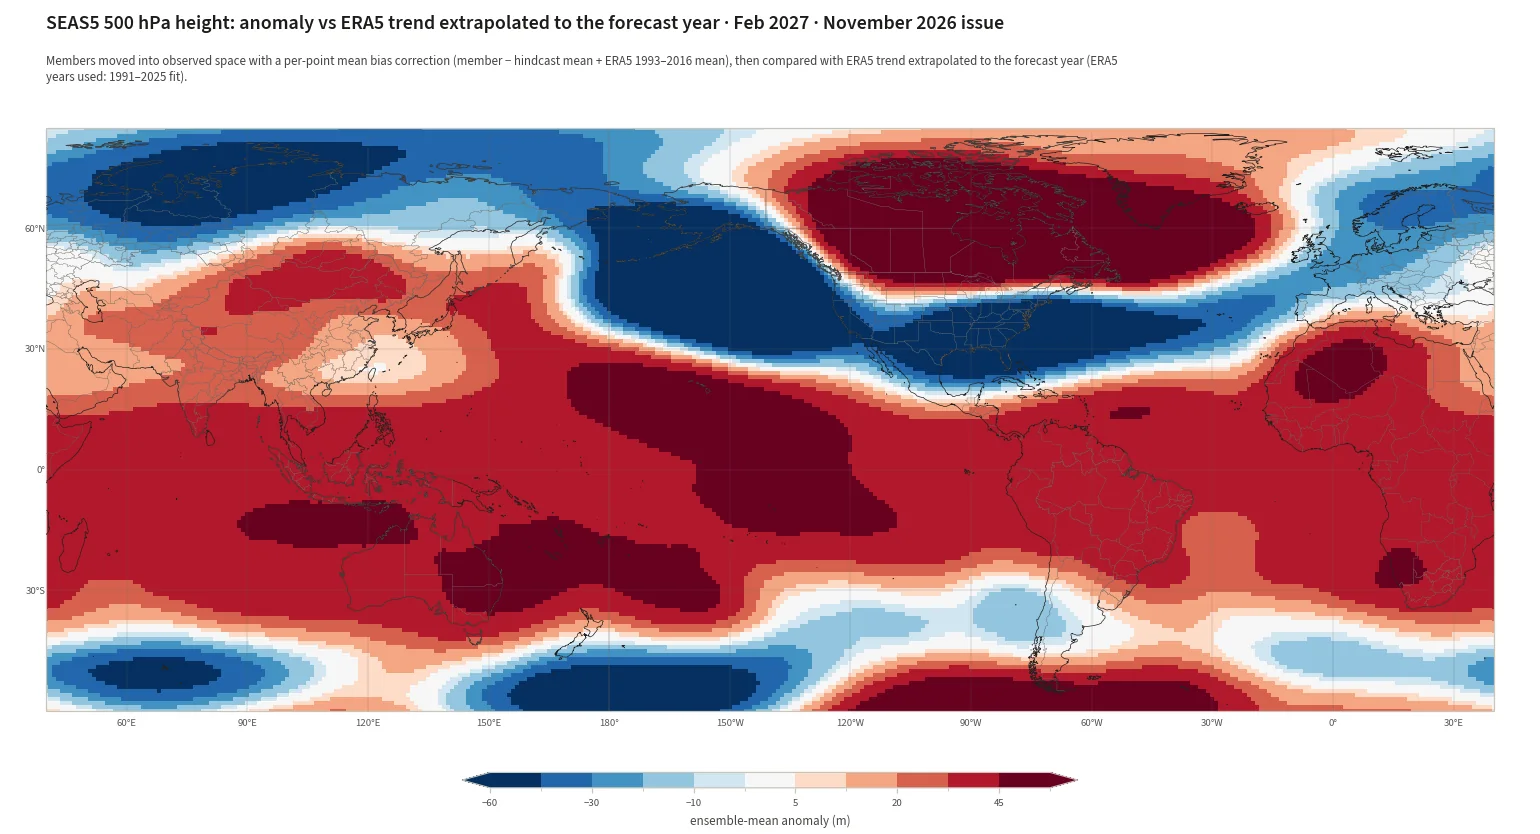 SEAS5 500 hPa height: anomaly vs ERA5 trend extrapolated to the forecast year · Feb 2027 · November 2026 issue
Members moved into observed space with a per-point mean bias correction (member − hindcast mean + ERA5 1993–2016 mean), then compared with ERA5 trend extrapolated to the forecast year (ERA5
years used: 1991–2025 fit).
60°N
30°N
0°
30°S
60°E 90°E 120°E 150°E 180° 150°W 120°W 90°W 60°W 30°W 0° 30°E
−60 −30 −10 5 20 45
ensemble-mean anomaly (m)